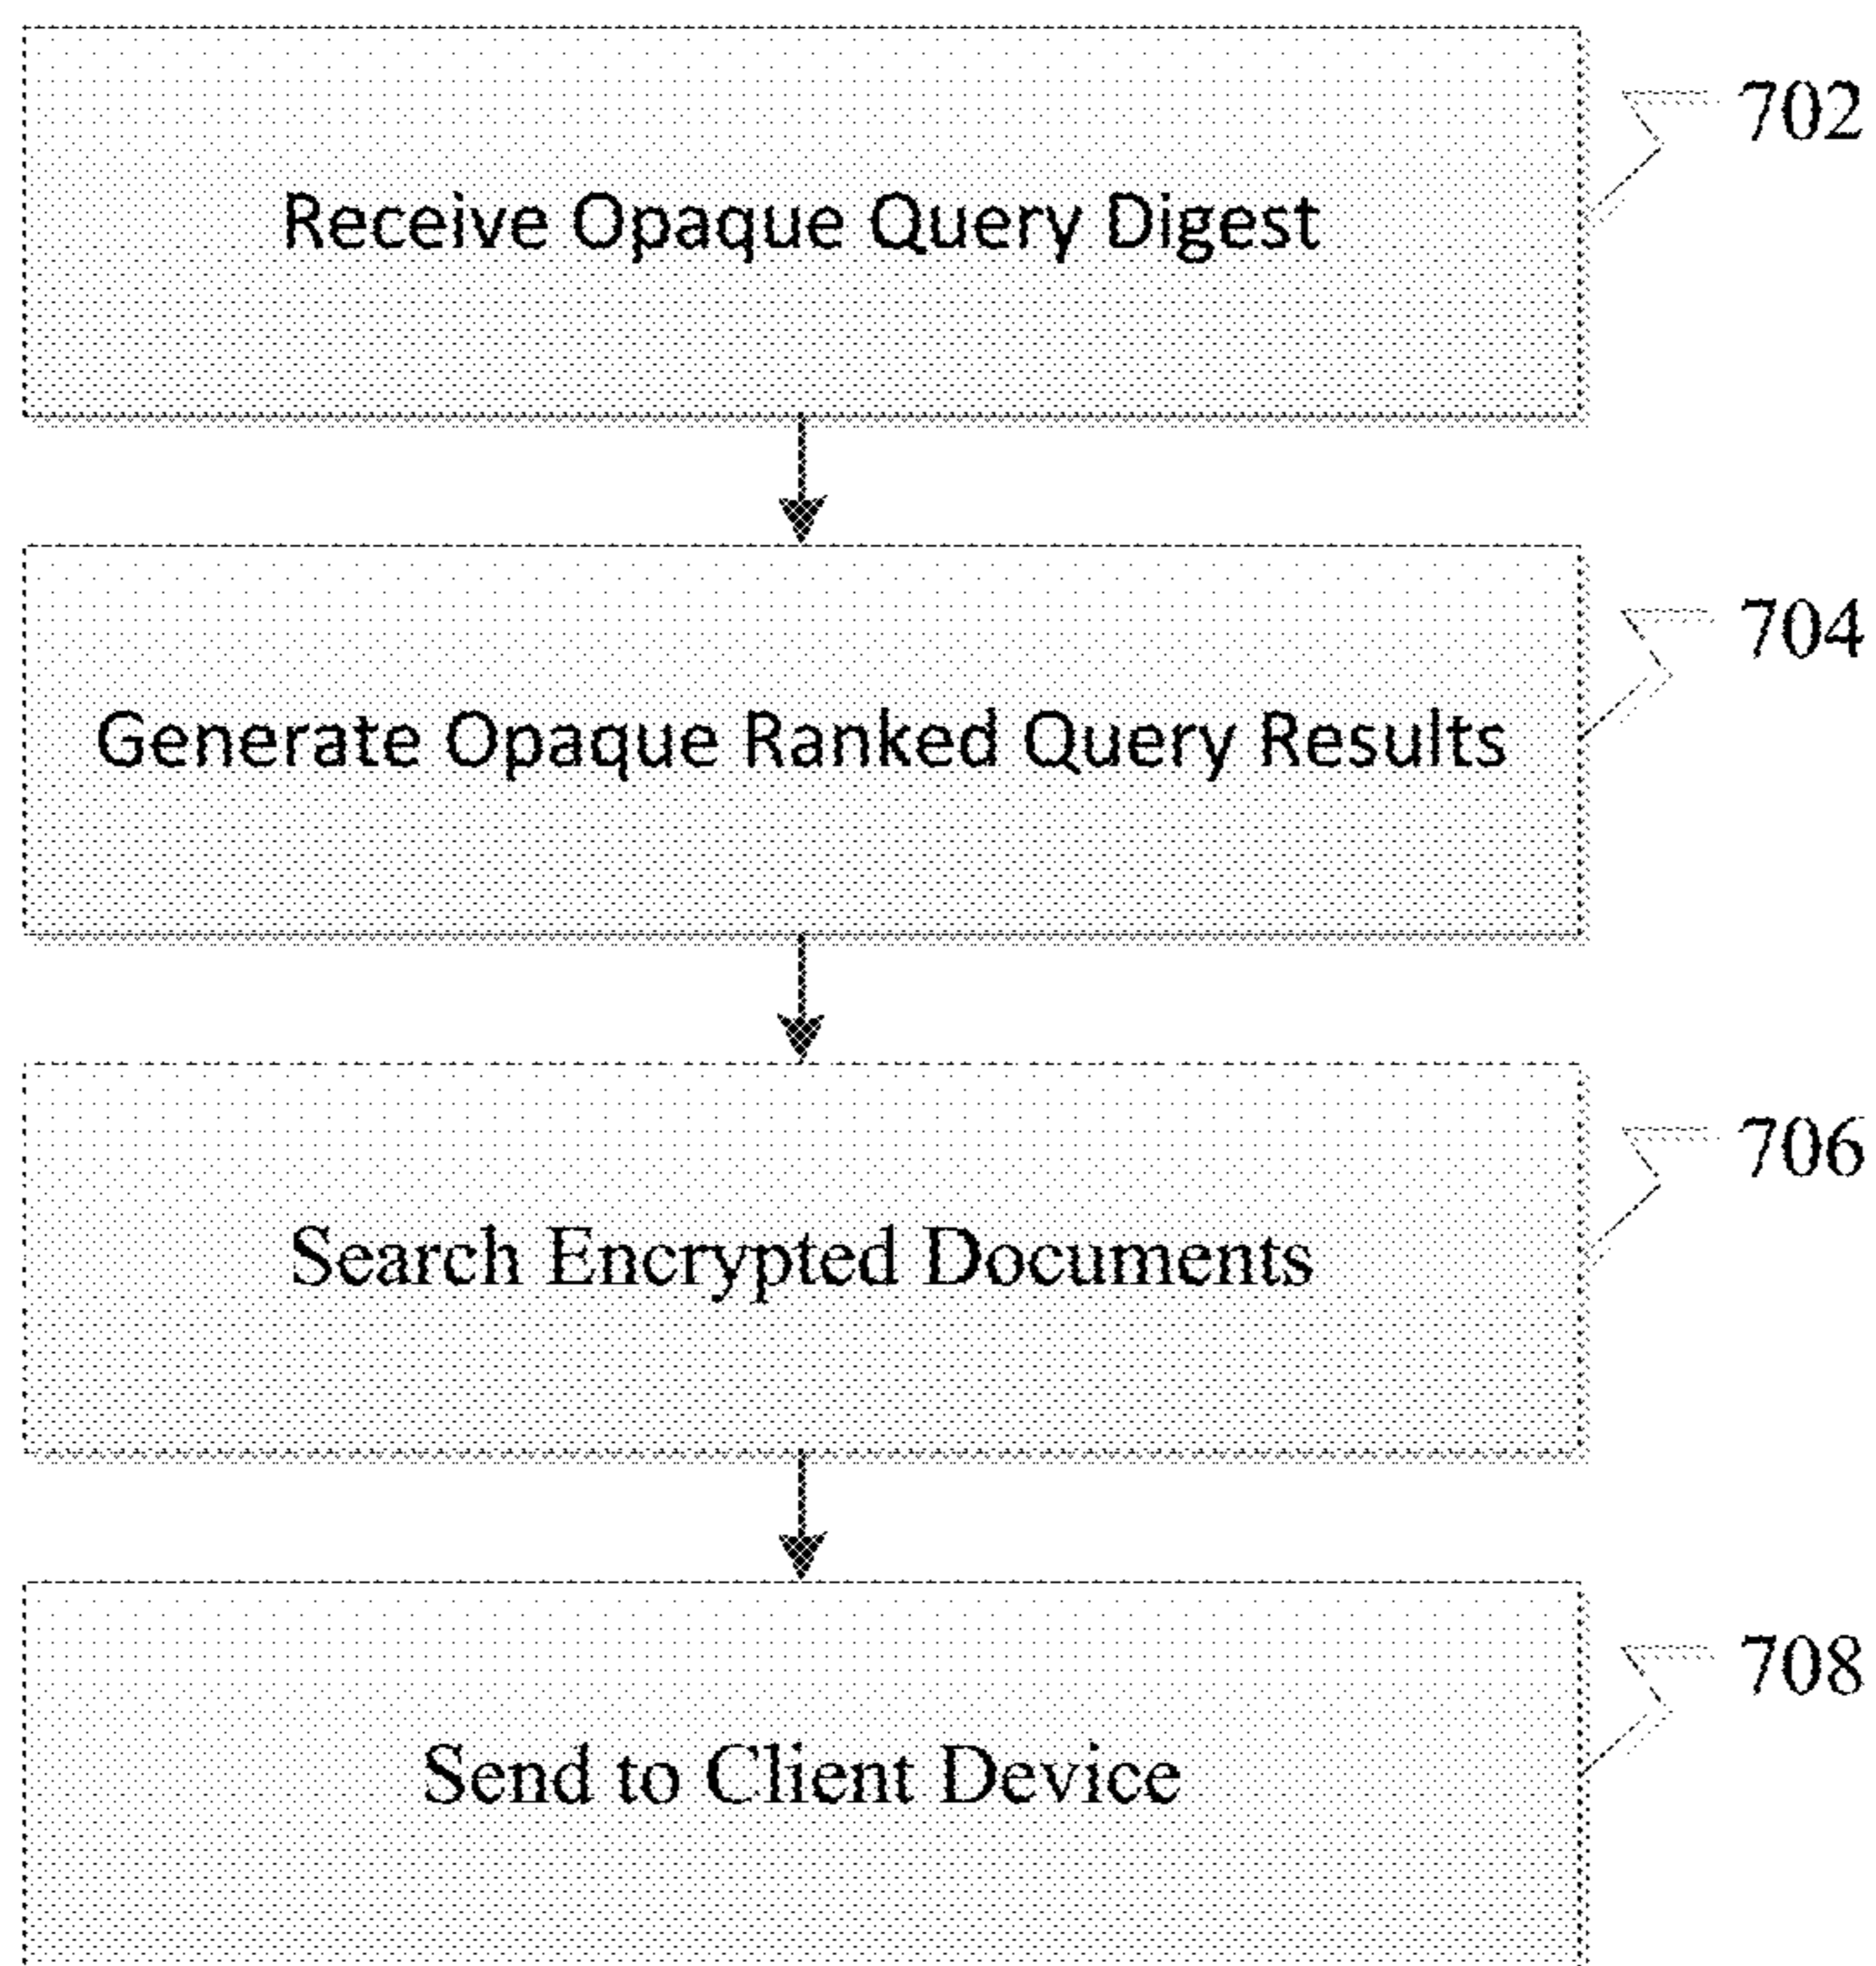 Receive Opaque Query Digest
702
Generate Opaque Ranked Query Results
704
Search Encrypted Documents
706
Send to Client Device
708